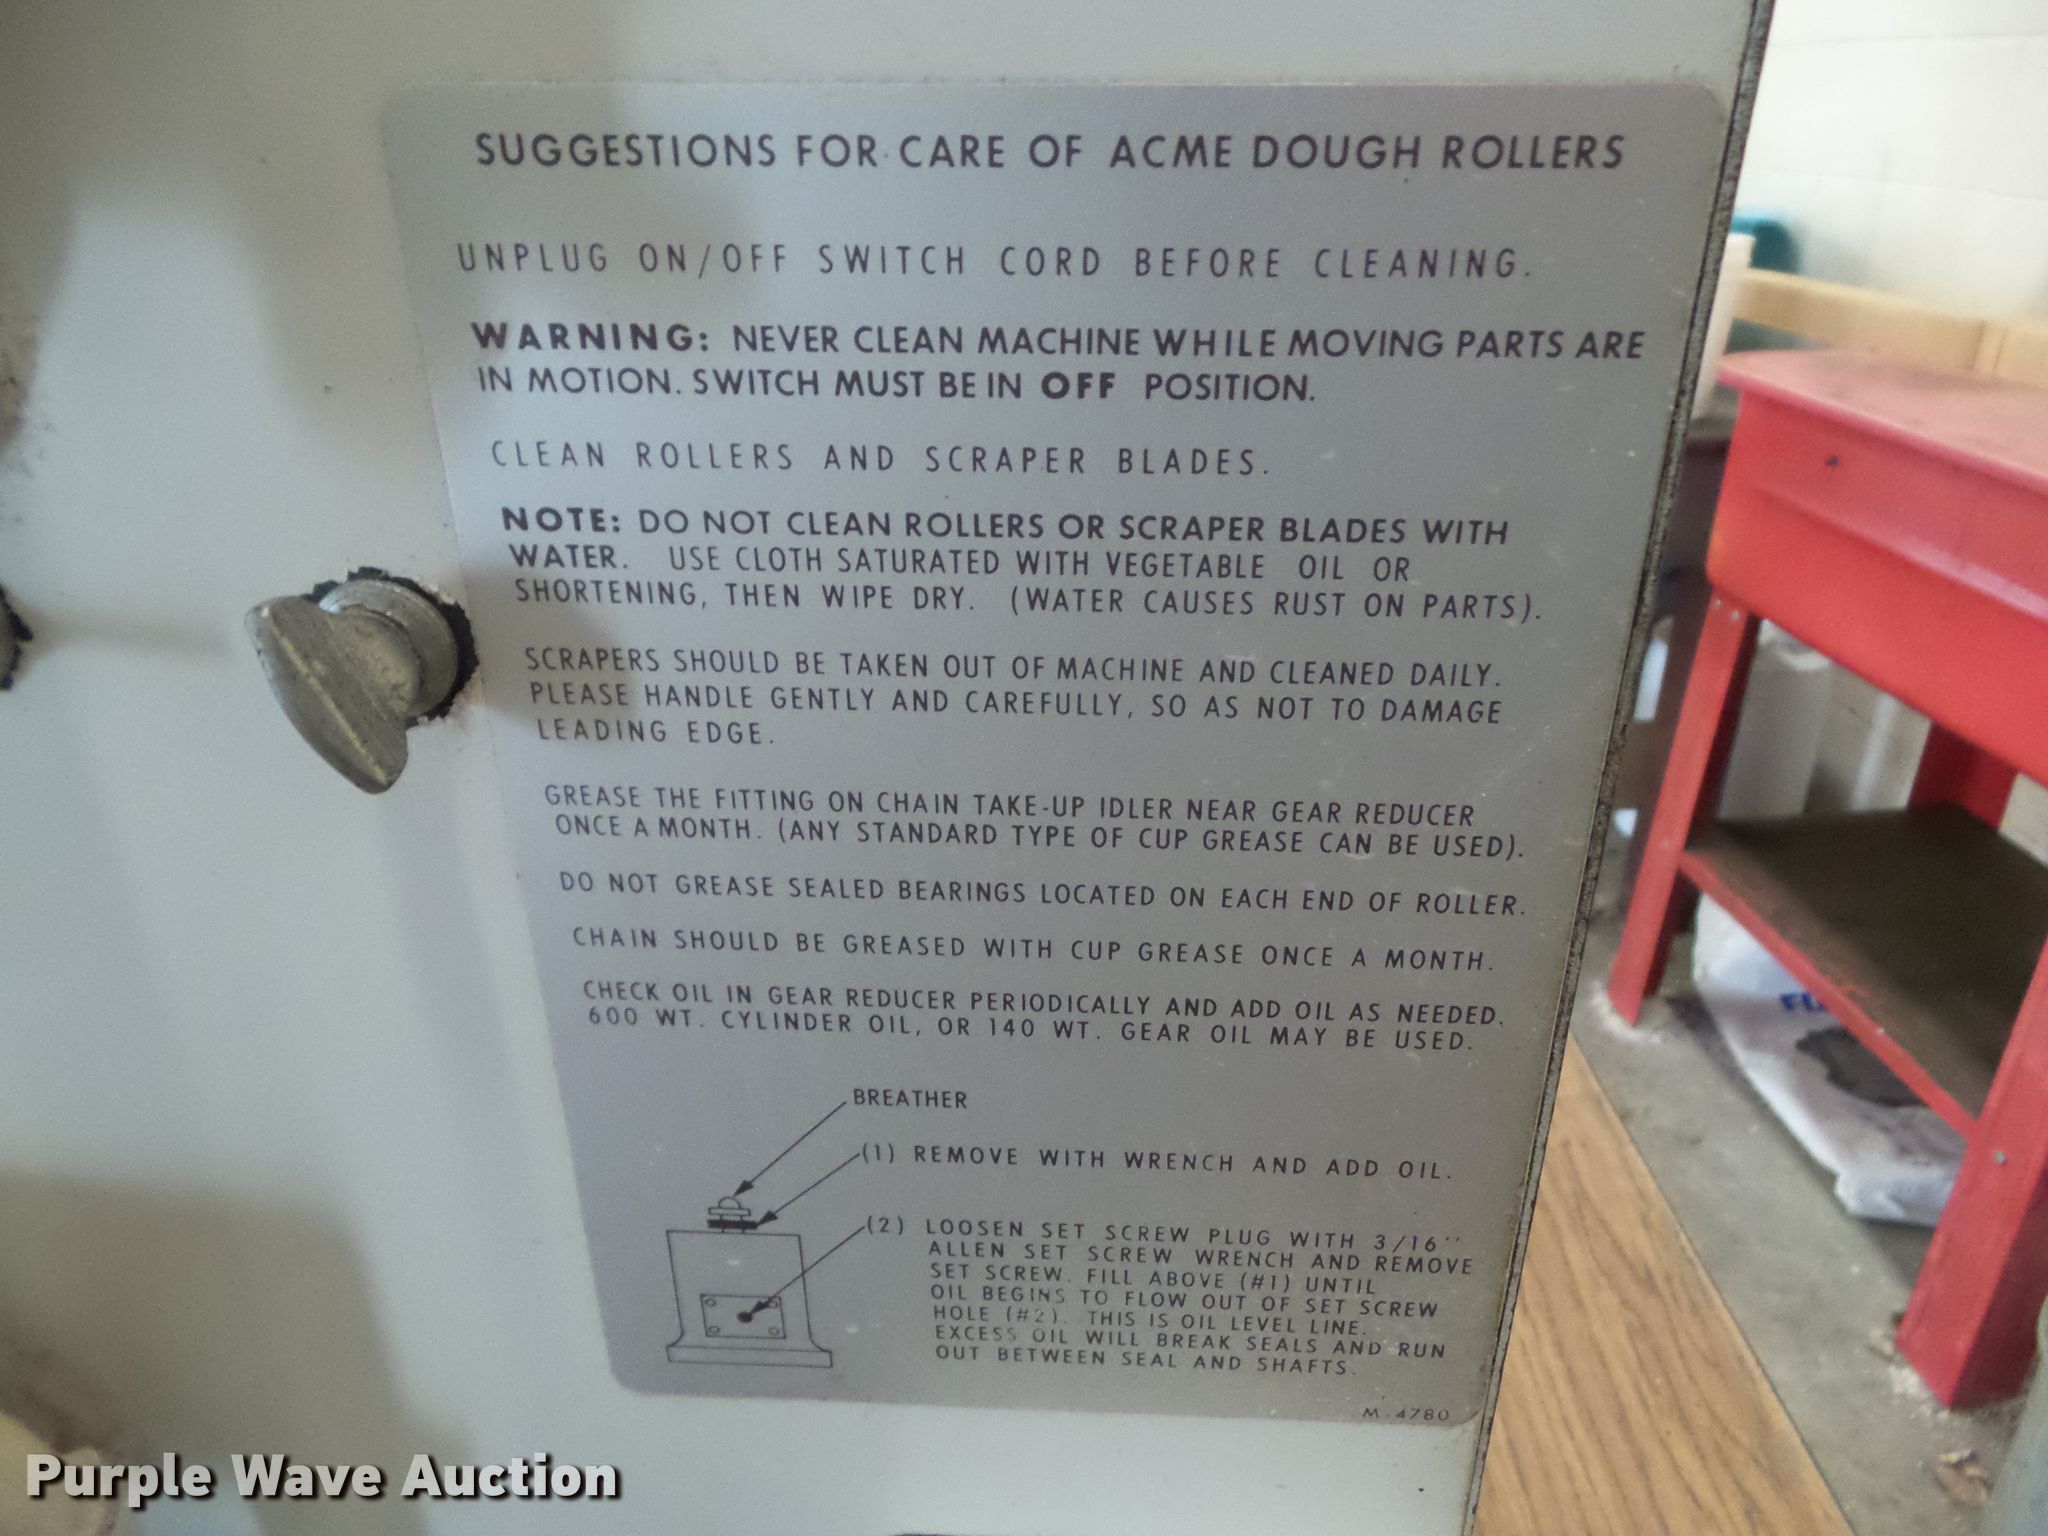 SUGGESTIONS FOR CARE OF ACME DOUGH ROLLERS
UNPLUG ON/OFF SWITCH CORD BEFORE CLEANING.
WARNING: NEVER CLEAN MACHINE WHILE MOVING PARTS ARE
IN MOTION. SWITCH MUST BE IN OFF POSITION.
CLEAN ROLLERS AND SCRAPER BLADES.
NOTE: DO NOT CLEAN ROLLERS OR SCRAPER BLADES WITH
WATER. USE CLOTH SATURATED WITH VEGETABLE OIL OR
SHORTENING, THEN WIPE DRY. (WATER CAUSES RUST ON PARTS).
SCRAPERS SHOULD BE TAKEN OUT OF MACHINE AND CLEANED DAILY.
PLEASE HANDLE GENTLY AND CAREFULLY, SO AS NOT TO DAMAGE
LEADING EDGE.
GREASE THE FITTING ON CHAIN TAKE-UP IDLER NEAR GEAR REDUCER
ONCE A MONTH. (ANY STANDARD TYPE OF CUP GREASE CAN BE USED).
DO NOT GREASE SEALED BEARINGS LOCATED ON EACH END OF ROLLER.
CHAIN SHOULD BE GREASED WITH CUP GREASE ONCE A MONTH.
CHECK OIL IN GEAR REDUCER PERIODICALLY AND ADD OIL AS NEEDED.
600 WT. CYLINDER OIL, OR 140 WT. GEAR OIL MAY BE USED.
BREATHER
(1) REMOVE WITH WRENCH AND ADD OIL.
(2) LOOSEN SET SCREW PLUG WITH 3/16"
ALLEN SET SCREW WRENCH AND REMOVE
SET SCREW. FILL ABOVE (#1) UNTIL
OIL BEGINS TO FLOW OUT OF SET SCREW
HOLE (#2). THIS IS OIL LEVEL LINE.
EXCESS OIL WILL BREAK SEALS AND RUN
OUT BETWEEN SEAL AND SHAFTS.
M-4780
Purple Wave Auction